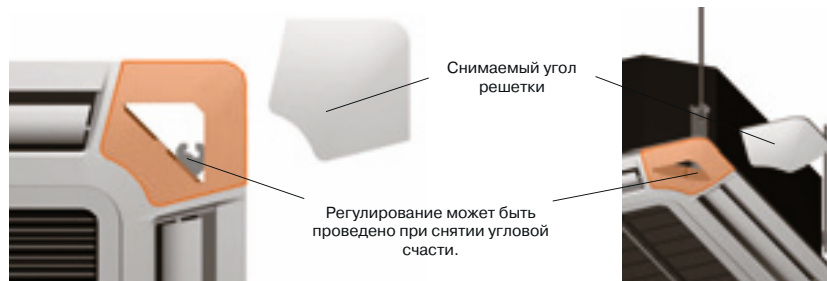 Снимаемый угол
решетки
Регулирование может быть
проведено при снятии угловой
счасти.